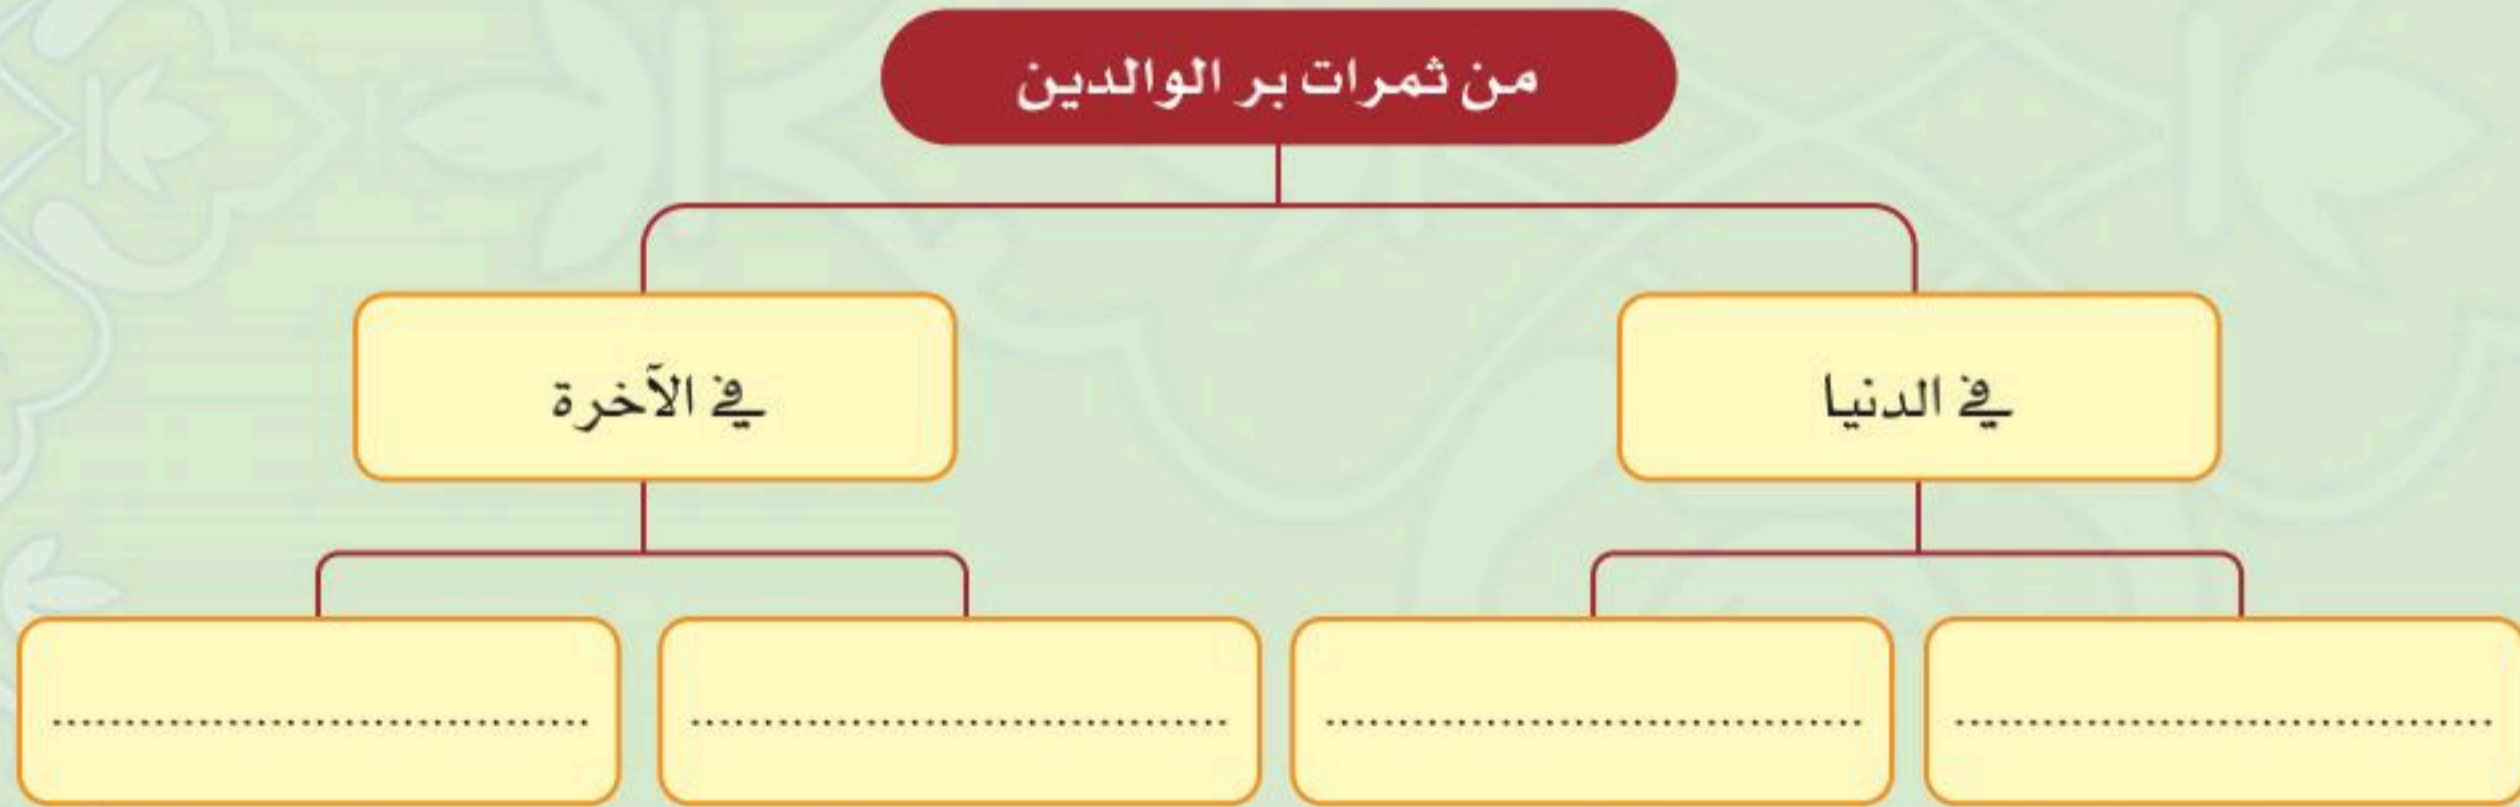 من ثمرات بر الوالدين
في الدنيا
في الآخرة